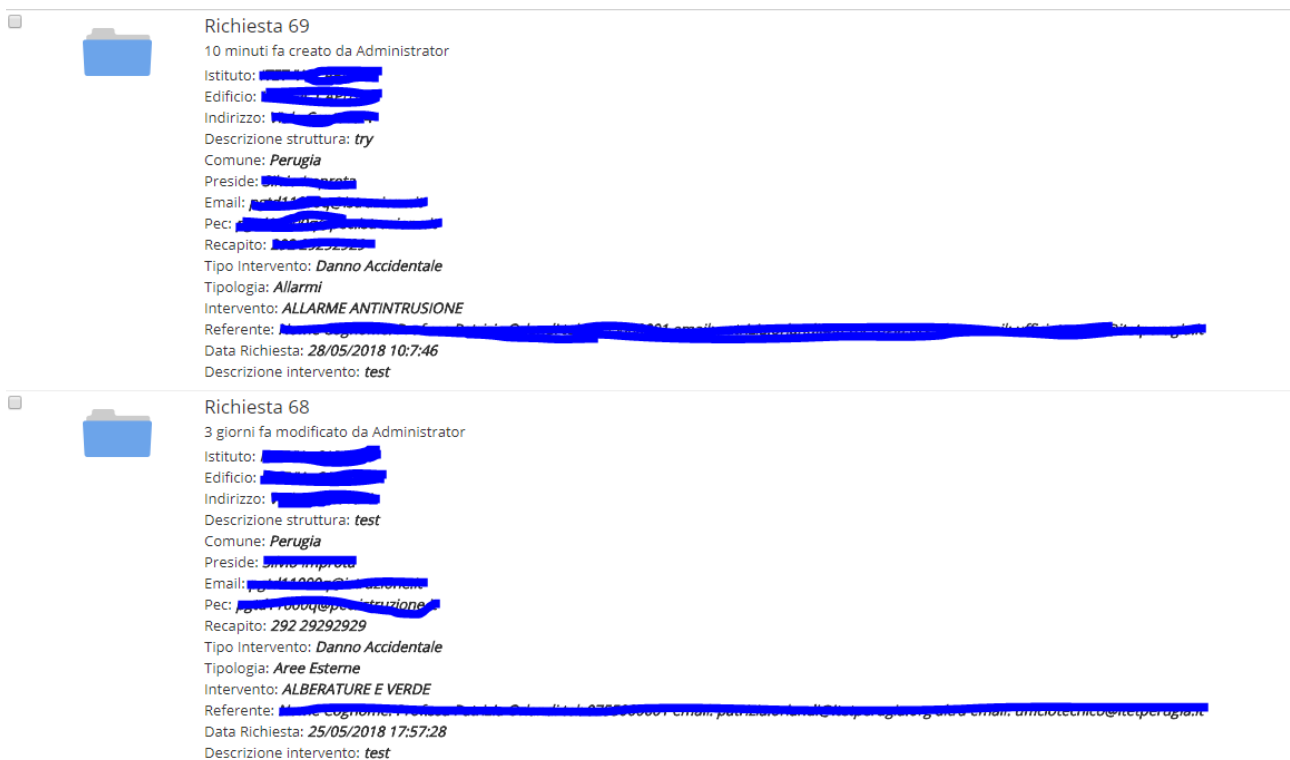 Richiesta 69
10 minuti fa creato da Administrator
Istituto:
Edificio:
Indirizzo:
Descrizione struttura: try
Comune: Perugia
Preside:
Email:
Pec:
Recapito:
Tipo Intervento: Danno Accidentale
Tipologia: Allarmi
Intervento: ALLARME ANTINTRUSIONE
Referente:
Data Richiesta: 28/05/2018 10:7:46
Descrizione intervento: test
Richiesta 68
3 giorni fa modificato da Administrator
Istituto:
Edificio:
Indirizzo:
Descrizione struttura: test
Comune: Perugia
Preside:
Email:
Pec:
Recapito: 292 29292929
Tipo Intervento: Danno Accidentale
Tipologia: Aree Esterne
Intervento: ALBERATURE E VERDE
Referente:
Data Richiesta: 25/05/2018 17:57:28
Descrizione intervento: test